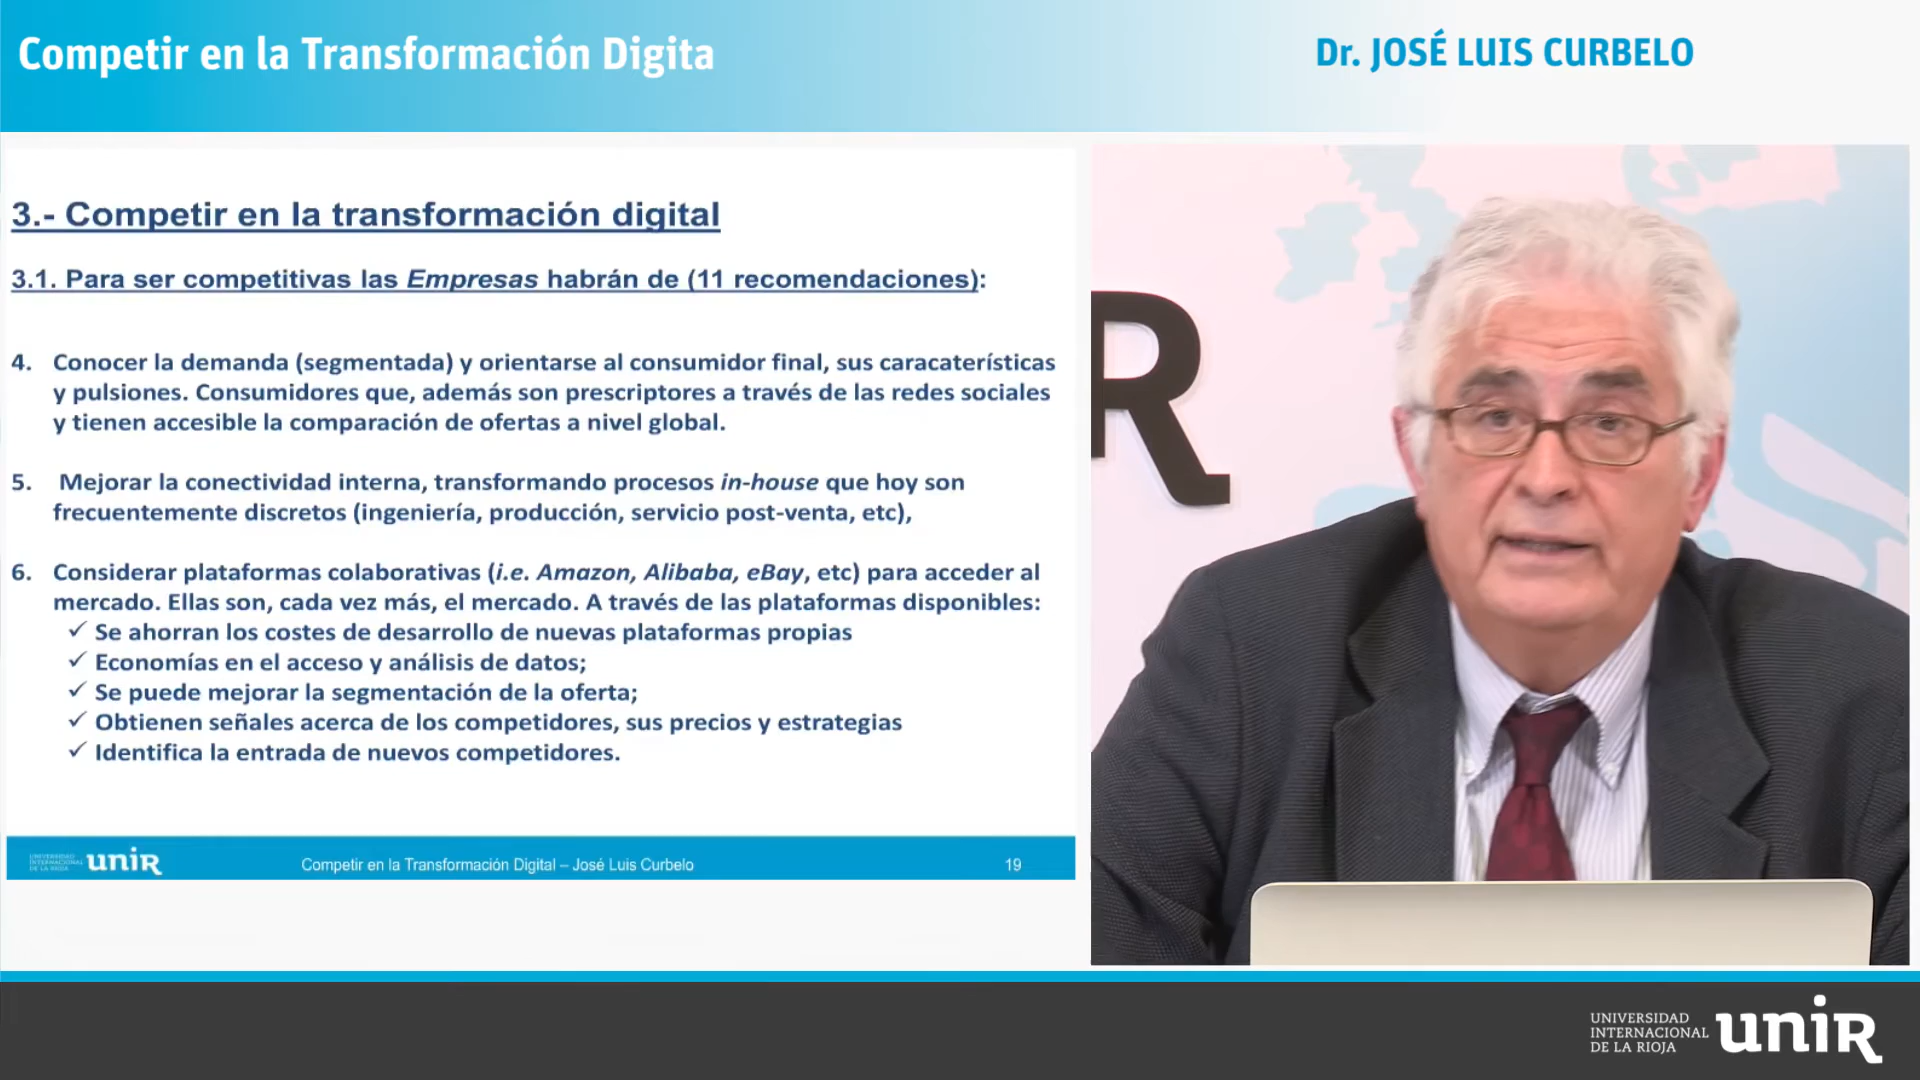 Competir en la Transformación Digita
Dr. JOSÉ LUIS CURBELO
3.- Competir en la transformación digital
3.1. Para ser competitivas las Empresas habrán de (11 recomendaciones):
4. Conocer la demanda (segmentada) y orientarse al consumidor final, sus caracaterísticas
y pulsiones. Consumidores que, además son prescriptores a través de las redes sociales
y tienen accesible la comparación de ofertas a nivel global.
5. Mejorar la conectividad interna, transformando procesos in-house que hoy son
frecuentemente discretos (ingeniería, producción, servicio post-venta, etc),
6. Considerar plataformas colaborativas (i.e. Amazon, Alibaba, eBay, etc) para acceder al
mercado. Ellas son, cada vez más, el mercado. A través de las plataformas disponibles:
✓ Se ahorran los costes de desarrollo de nuevas plataformas propias
✓ Economías en el acceso y análisis de datos;
✓ Se puede mejorar la segmentación de la oferta;
✓ Obtienen señales acerca de los competidores, sus precios y estrategias
✓ Identifica la entrada de nuevos competidores.
UNIVERSIDAD
INTERNACIONAL
DE LA RIOJA
unir
Competir en la Transformación Digital – José Luis Curbelo
19
R
UNIVERSIDAD
INTERNACIONAL
DE LA RIOJA
unir